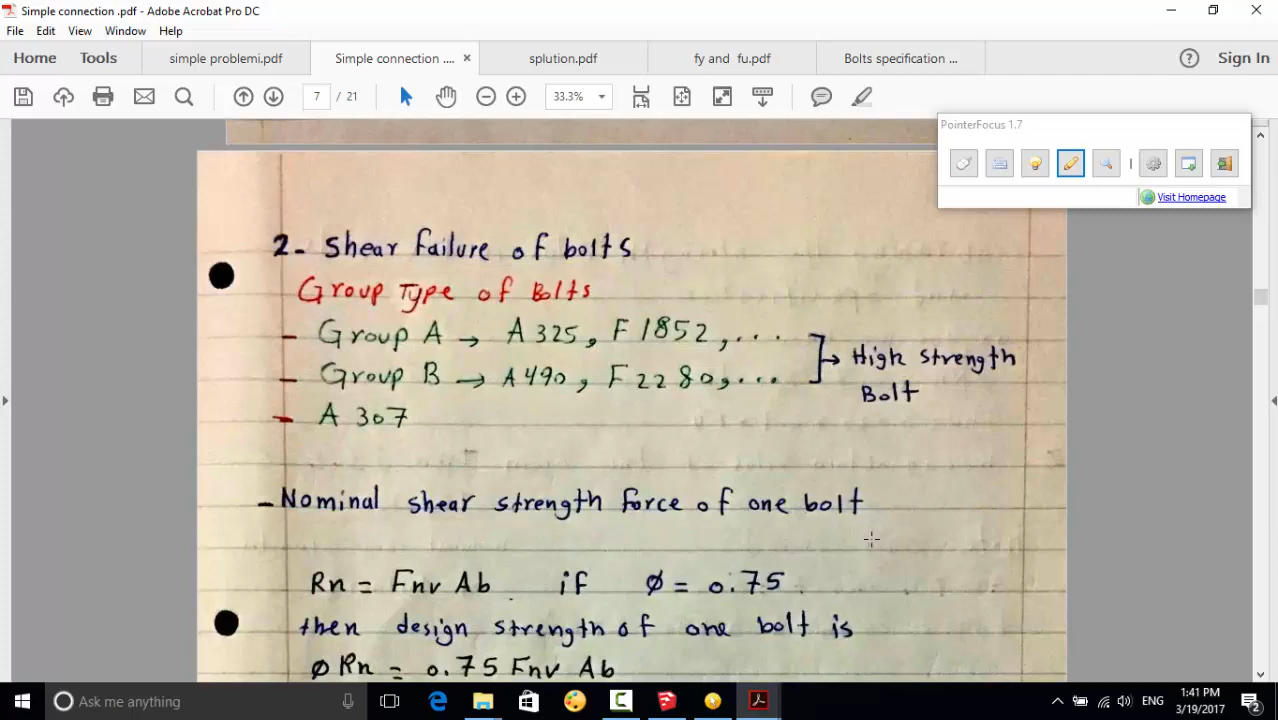 Simple connection .pdf - Adobe Acrobat Pro DC
File Edit View Window Help
Home Tools simple problemi.pdf Simple connection .... × splution.pdf fy and fu.pdf Bolts specification ... Sign In
7 / 21 33.3%
PointerFocus 1.7
Visit Homepage
2- Shear failure of bolts
Group Type of Bolts
- Group A → A 325, F 1852, ...
- Group B → A490, F 2280, ...
→ High strength
Bolt
- A 307
- Nominal shear strength force of one bolt
Rn = Fnv Ab if Ø = 0.75
then design strength of one bolt is
Ø Rn = 0.75 Fnv Ab
Ask me anything
ENG
1:41 PM
3/19/2017
2